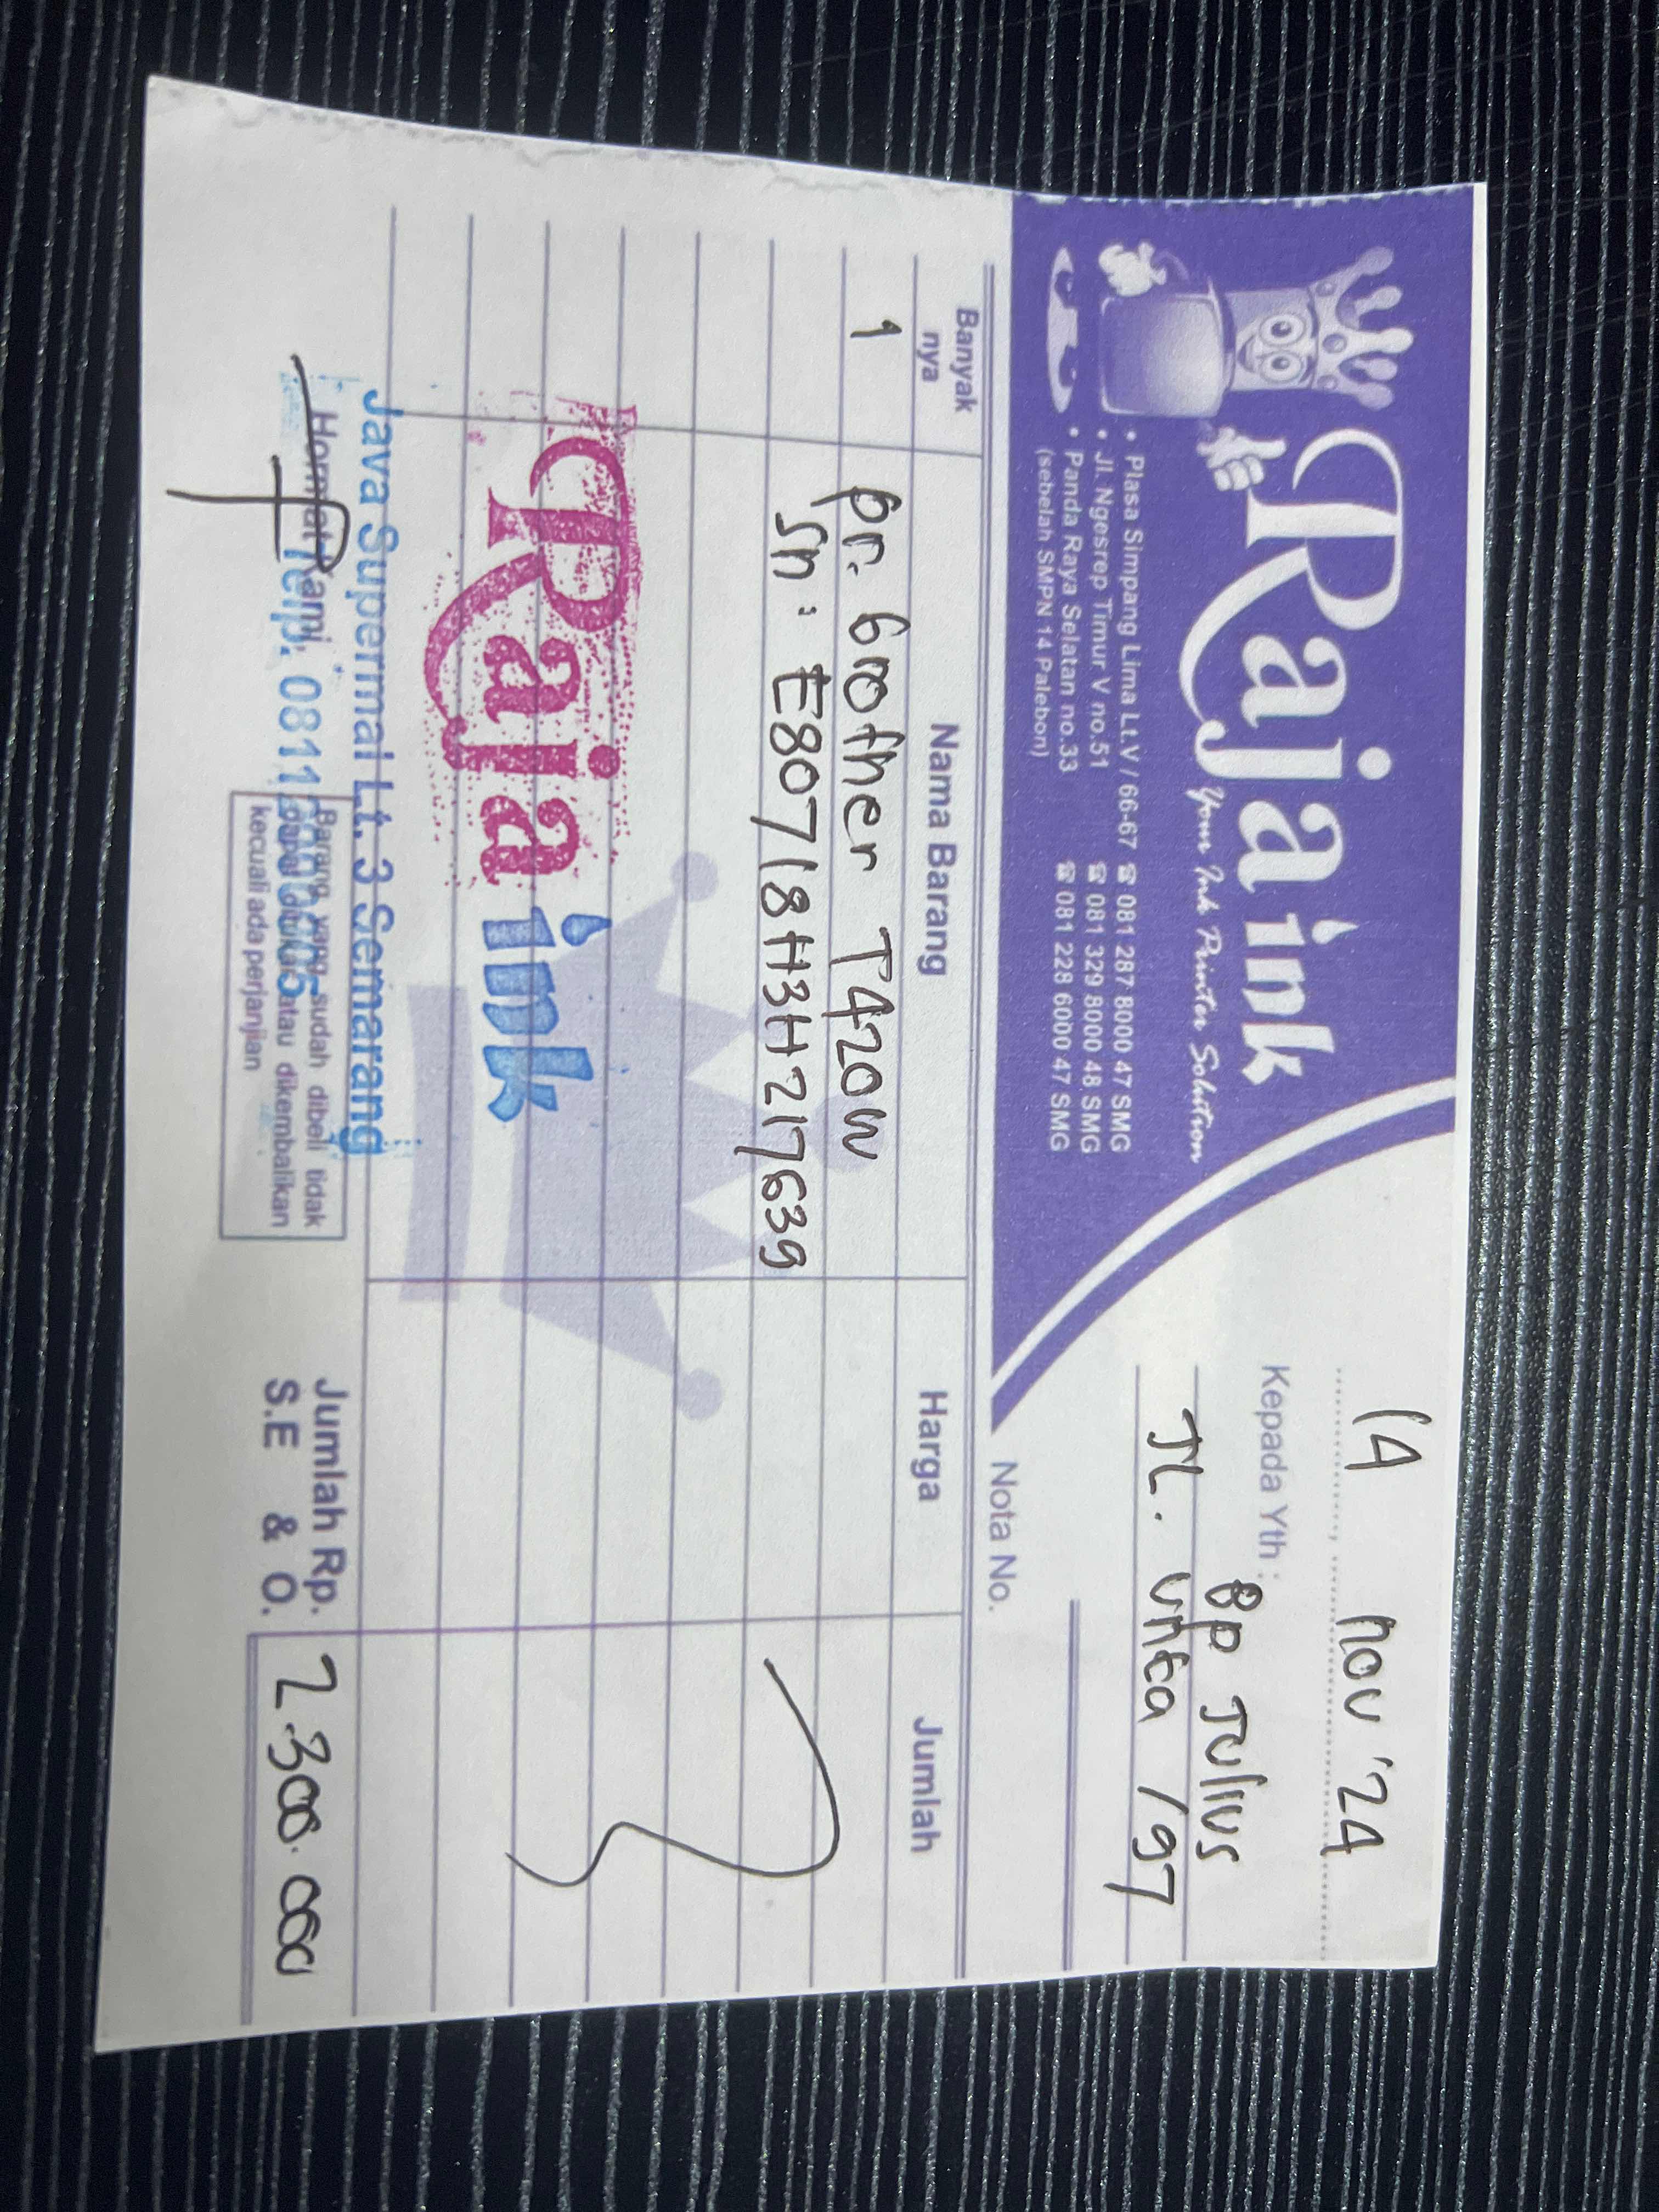 Raja ink
Your Ink Printer Solution
• Plasa Simpang Lima Lt.V / 66-67 ☎ 081 287 8000 47 SMG
• Jl. Ngesrep Timur V no.51 ☎ 081 329 8000 48 SMG
• Panda Raya Selatan no.33 ☎ 081 228 6000 47 SMG
(sebelah SMPN 14 Palebon)
14 Nov '24
Kepada Yth :
Bp Julius
JL. Unta / 97
Nota No.
Banyak nya Nama Barang Harga Jumlah
1 Pr. Brother T420W
Sn : E80718H3H217639
Raja ink
Java Supermal Lt. 3 Semarang
Telp. 0811
Hormat Kami,
Barang yang sudah dibeli tidak
dapat ditukar atau dikembalikan
kecuali ada perjanjian
Jumlah Rp. 2.300.000
S.E & O.